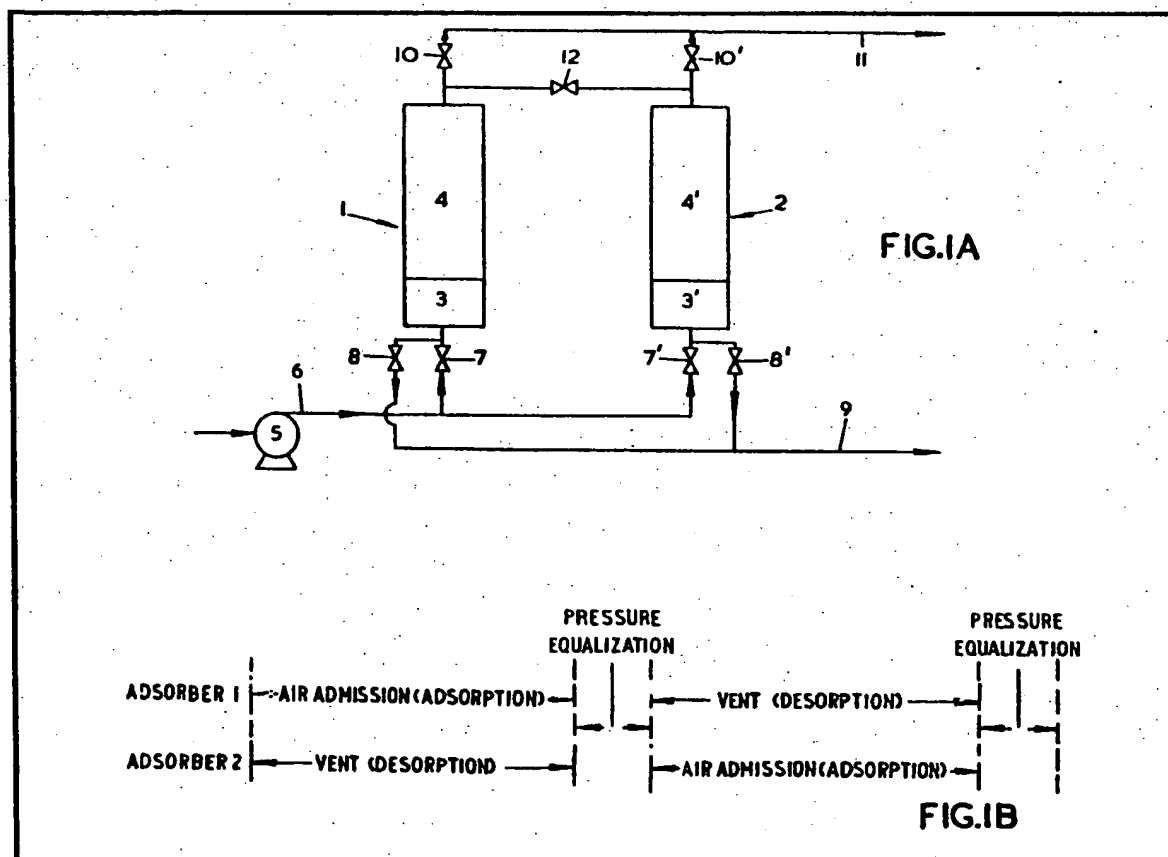 10
12
10'
11
1
4
4'
2
FIG.1A
3
3'
8
7
7'
8'
6
9
5
PRESSURE
EQUALIZATION
PRESSURE
EQUALIZATION
ADSORBER 1
AIR ADMISSION(ADSORPTION)
VENT (DESORPTION)
ADSORBER 2
VENT (DESORPTION)
AIR ADMISSION(ADSORPTION)
FIG.1B